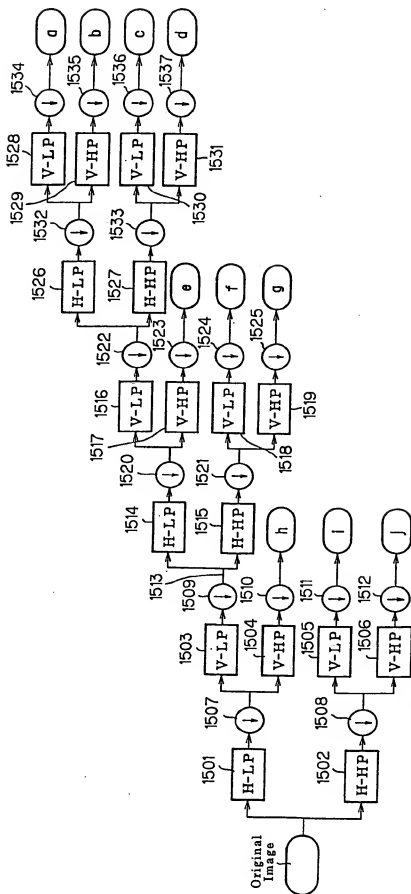 Original
Image
1501
H-LP
1502
H-HP
1507
1508
1503
V-LP
1504
V-HP
1505
V-LP
1506
V-HP
1509
1510
1511
1512
h
i
j
1513
1514
H-LP
1515
H-HP
1520
1521
1516
V-LP
1517
V-HP
1518
V-LP
1519
V-HP
1522
1523
1524
1525
e
f
g
1526
H-LP
1527
H-HP
1532
1533
1528
V-LP
1529
V-HP
1530
V-LP
1531
V-HP
1534
1535
1536
1537
a
b
c
d